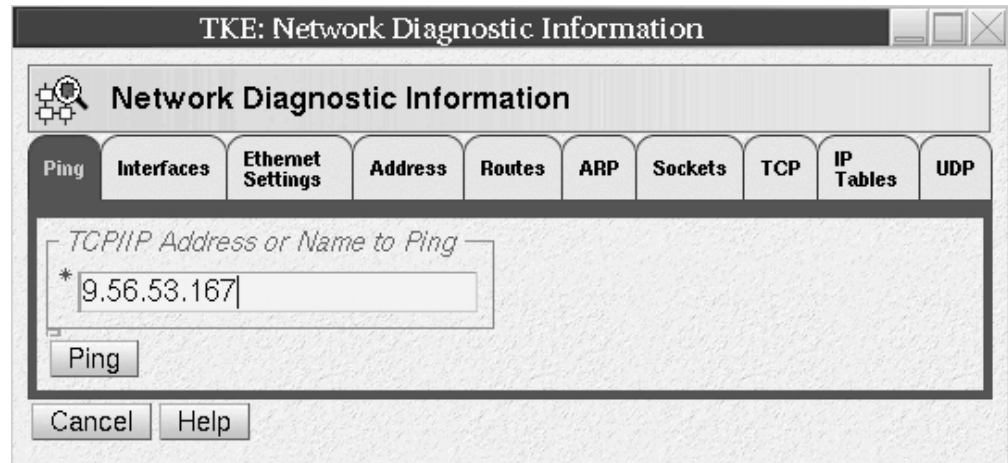 TKE: Network Diagnostic Information
Network Diagnostic Information
Ping
Interfaces
Ethernet
Settings
Address
Routes
ARP
Sockets
TCP
IP
Tables
UDP
TCP/IP Address or Name to Ping
* 9.56.53.167
Ping
Cancel
Help